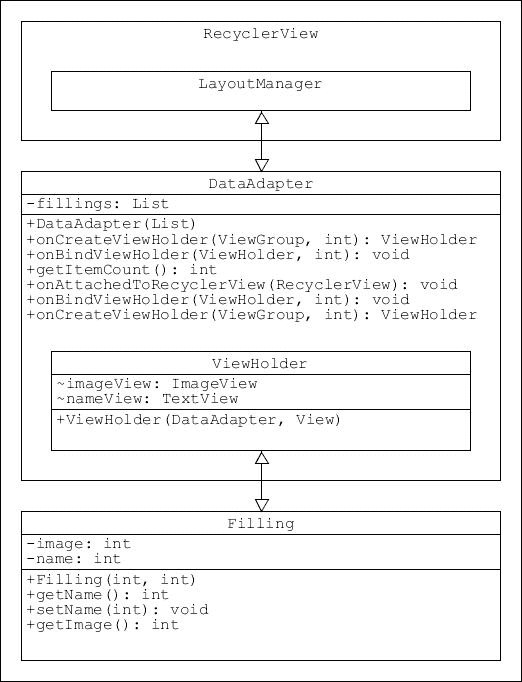 RecyclerView
LayoutManager
DataAdapter
-fillings: List
+DataAdapter(List)
+onCreateViewHolder(ViewGroup, int): ViewHolder
+onBindViewHolder(ViewHolder, int): void
+getItemCount(): int
+onAttachedToRecyclerView(RecyclerView): void
+onBindViewHolder(ViewHolder, int): void
+onCreateViewHolder(ViewGroup, int): ViewHolder
ViewHolder
~imageView: ImageView
~nameView: TextView
+ViewHolder(DataAdapter, View)
Filling
-image: int
-name: int
+Filling(int, int)
+getName(): int
+setName(int): void
+getImage(): int